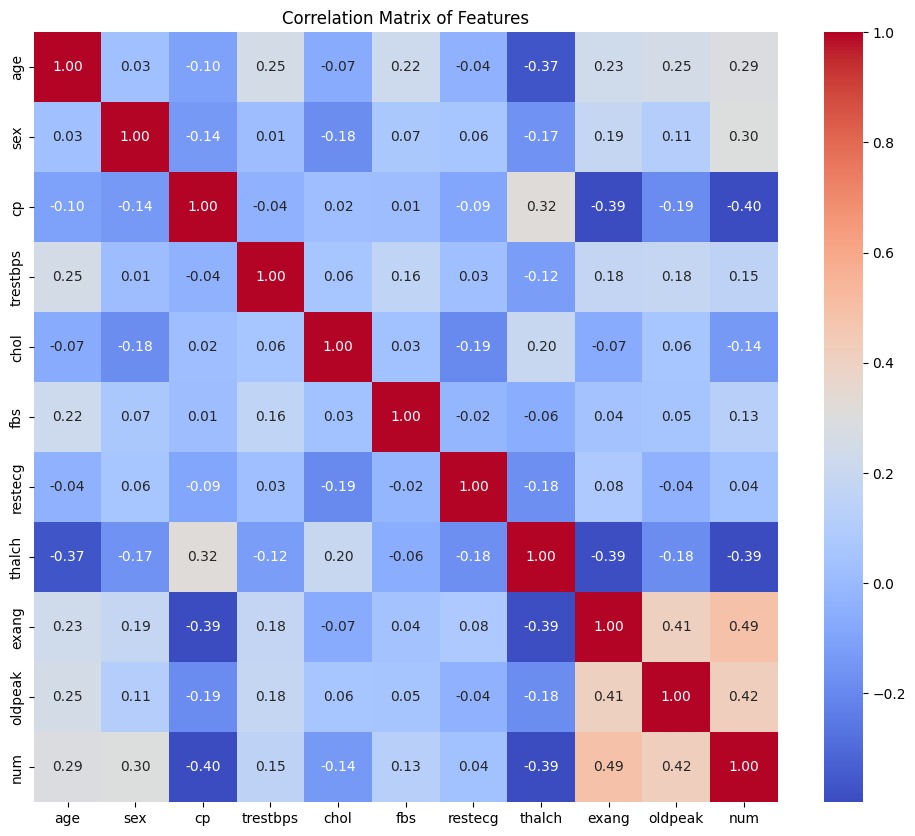 Correlation Matrix of Features
age 1.00 0.03 -0.10 0.25 -0.07 0.22 -0.04 -0.37 0.23 0.25 0.29
sex 0.03 1.00 -0.14 0.01 -0.18 0.07 0.06 -0.17 0.19 0.11 0.30
cp -0.10 -0.14 1.00 -0.04 0.02 0.01 -0.09 0.32 -0.39 -0.19 -0.40
trestbps 0.25 0.01 -0.04 1.00 0.06 0.16 0.03 -0.12 0.18 0.18 0.15
chol -0.07 -0.18 0.02 0.06 1.00 0.03 -0.19 0.20 -0.07 0.06 -0.14
fbs 0.22 0.07 0.01 0.16 0.03 1.00 -0.02 -0.06 0.04 0.05 0.13
restecg -0.04 0.06 -0.09 0.03 -0.19 -0.02 1.00 -0.18 0.08 -0.04 0.04
thalch -0.37 -0.17 0.32 -0.12 0.20 -0.06 -0.18 1.00 -0.39 -0.18 -0.39
exang 0.23 0.19 -0.39 0.18 -0.07 0.04 0.08 -0.39 1.00 0.41 0.49
oldpeak 0.25 0.11 -0.19 0.18 0.06 0.05 -0.04 -0.18 0.41 1.00 0.42
num 0.29 0.30 -0.40 0.15 -0.14 0.13 0.04 -0.39 0.49 0.42 1.00
age sex cp trestbps chol fbs restecg thalch exang oldpeak num
1.0
0.8
0.6
0.4
0.2
0.0
−0.2